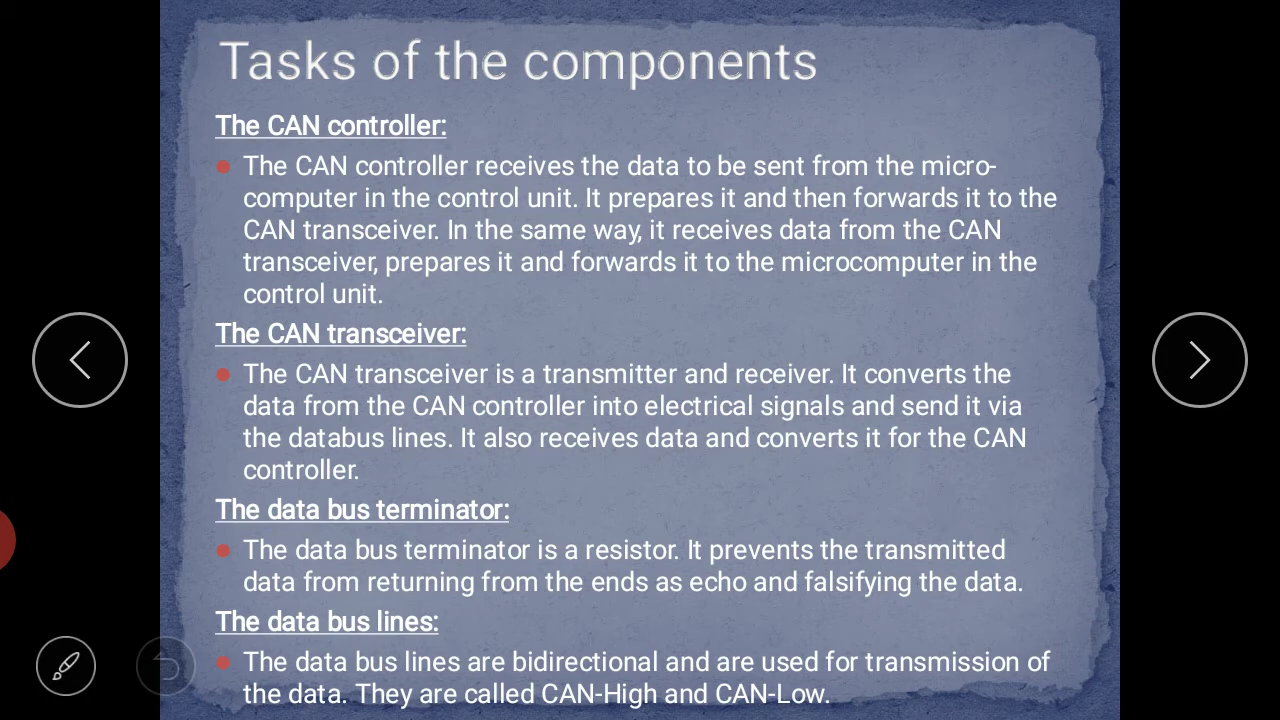 Tasks of the components
The CAN controller:
The CAN controller receives the data to be sent from the micro-
computer in the control unit. It prepares it and then forwards it to the
CAN transceiver. In the same way, it receives data from the CAN
transceiver, prepares it and forwards it to the microcomputer in the
control unit.
The CAN transceiver:
The CAN transceiver is a transmitter and receiver. It converts the
data from the CAN controller into electrical signals and send it via
the databus lines. It also receives data and converts it for the CAN
controller.
The data bus terminator:
The data bus terminator is a resistor. It prevents the transmitted
data from returning from the ends as echo and falsifying the data.
The data bus lines:
The data bus lines are bidirectional and are used for transmission of
the data. They are called CAN-High and CAN-Low.